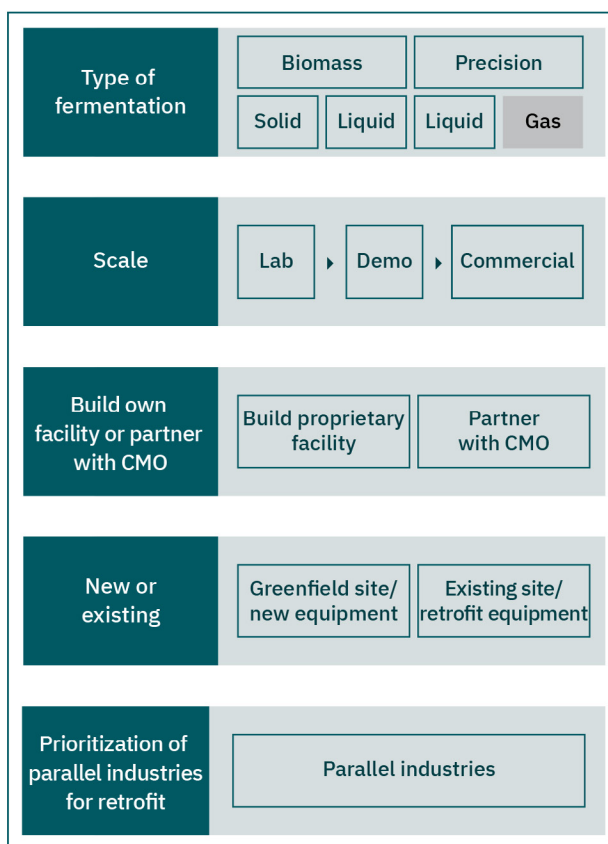 Type of
fermentation
Biomass
Precision
Solid
Liquid
Liquid
Gas
Scale
Lab
Demo
Commercial
Build own
facility or partner
with CMO
Build proprietary
facility
Partner
with CMO
New or
existing
Greenfield site/
new equipment
Existing site/
retrofit equipment
Prioritization of
parallel industries
for retrofit
Parallel industries